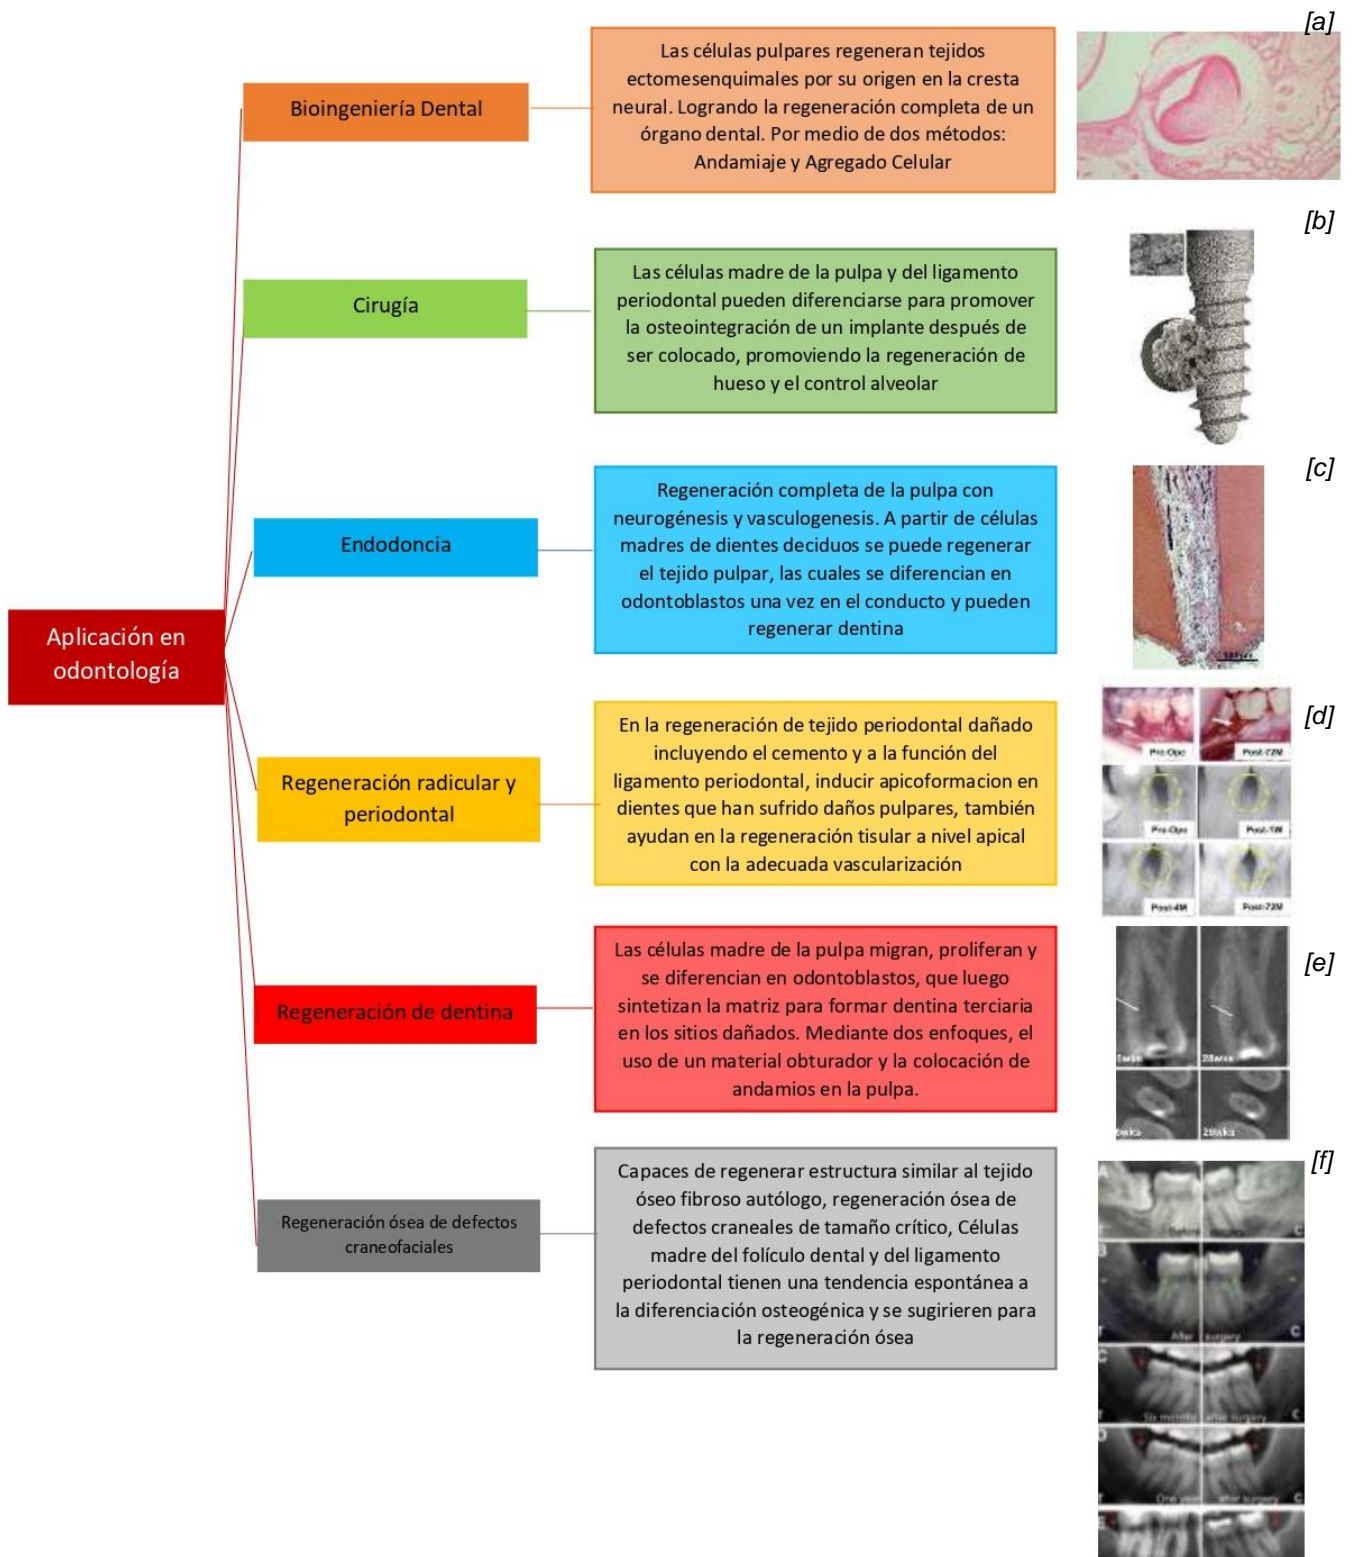 [a]
Bioingeniería Dental
Las células pulpares regeneran tejidos
ectomesenquimales por su origen en la cresta
neural. Logrando la regeneración completa de un
órgano dental. Por medio de dos métodos:
Andamiaje y Agregado Celular
[b]
Cirugía
Las células madre de la pulpa y del ligamento
periodontal pueden diferenciarse para promover
la osteointegración de un implante después de
ser colocado, promoviendo la regeneración de
hueso y el control alveolar
[c]
Endodoncia
Regeneración completa de la pulpa con
neurogénesis y vasculogenesis. A partir de células
madres de dientes deciduos se puede regenerar
el tejido pulpar, las cuales se diferencian en
odontoblastos una vez en el conducto y pueden
regenerar dentina
Aplicación en
odontología
[d]
Regeneración radicular y
periodontal
En la regeneración de tejido periodontal dañado
incluyendo el cemento y a la función del
ligamento periodontal, inducir apicoformacion en
dientes que han sufrido daños pulpares, también
ayudan en la regeneración tisular a nivel apical
con la adecuada vascularización
Pre-Ope
Post-72M
Pre-Ope
Post-1M
Post-4M
Post-72M
[e]
Regeneración de dentina
Las células madre de la pulpa migran, proliferan y
se diferencian en odontoblastos, que luego
sintetizan la matriz para formar dentina terciaria
en los sitios dañados. Mediante dos enfoques, el
uso de un material obturador y la colocación de
andamios en la pulpa.
28wks
28wks
[f]
Regeneración ósea de defectos
craneofaciales
Capaces de regenerar estructura similar al tejido
óseo fibroso autólogo, regeneración ósea de
defectos craneales de tamaño crítico, Células
madre del folículo dental y del ligamento
periodontal tienen una tendencia espontánea a
la diferenciación osteogénica y se sugirieren para
la regeneración ósea
After surgery
C
Six months after surgery
C
One year after surgery
C